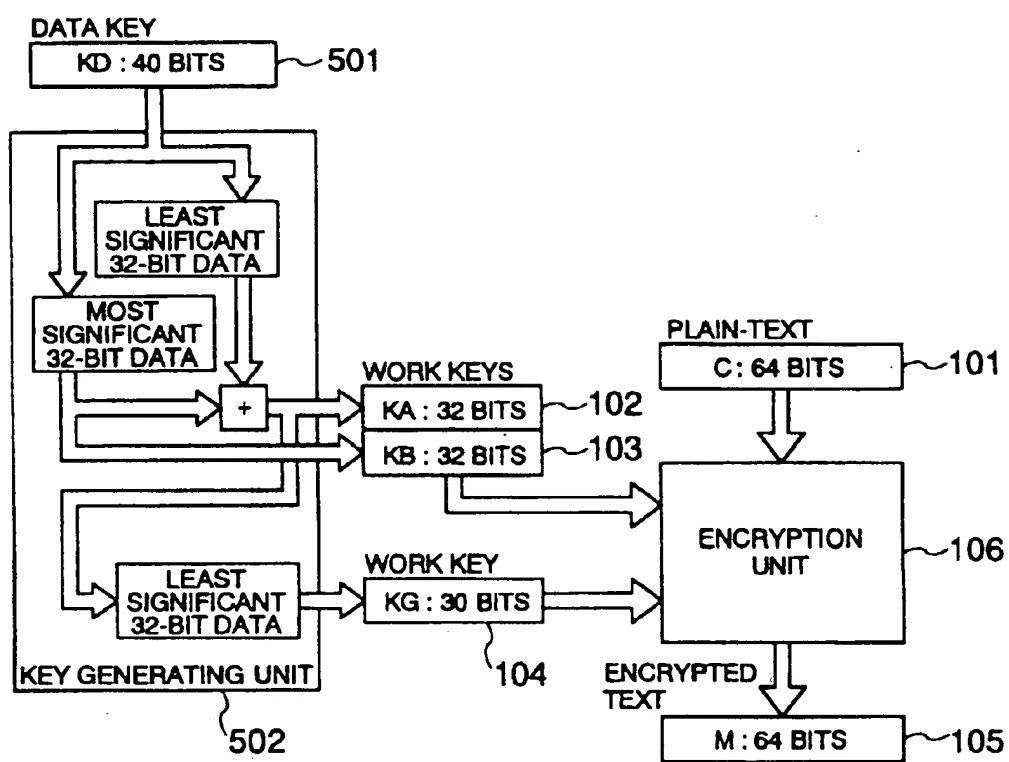 DATA KEY
KD : 40 BITS
501
LEAST
SIGNIFICANT
32-BIT DATA
MOST
SIGNIFICANT
32-BIT DATA
+
WORK KEYS
KA : 32 BITS
102
KB : 32 BITS
103
PLAIN-TEXT
C : 64 BITS
101
ENCRYPTION
UNIT
106
LEAST
SIGNIFICANT
32-BIT DATA
WORK KEY
KG : 30 BITS
104
KEY GENERATING UNIT
502
ENCRYPTED
TEXT
M : 64 BITS
105